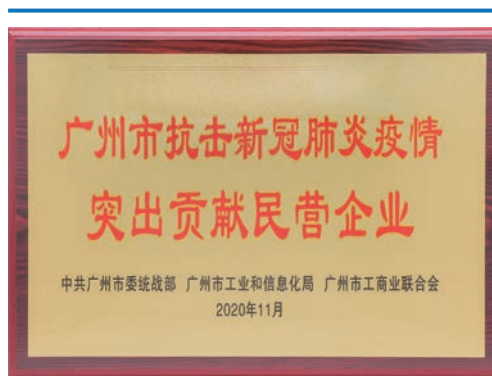 广州市抗击新冠肺炎疫情
突出贡献民营企业
中共广州市委统战部 广州市工业和信息化局 广州市工商业联合会
2020年11月